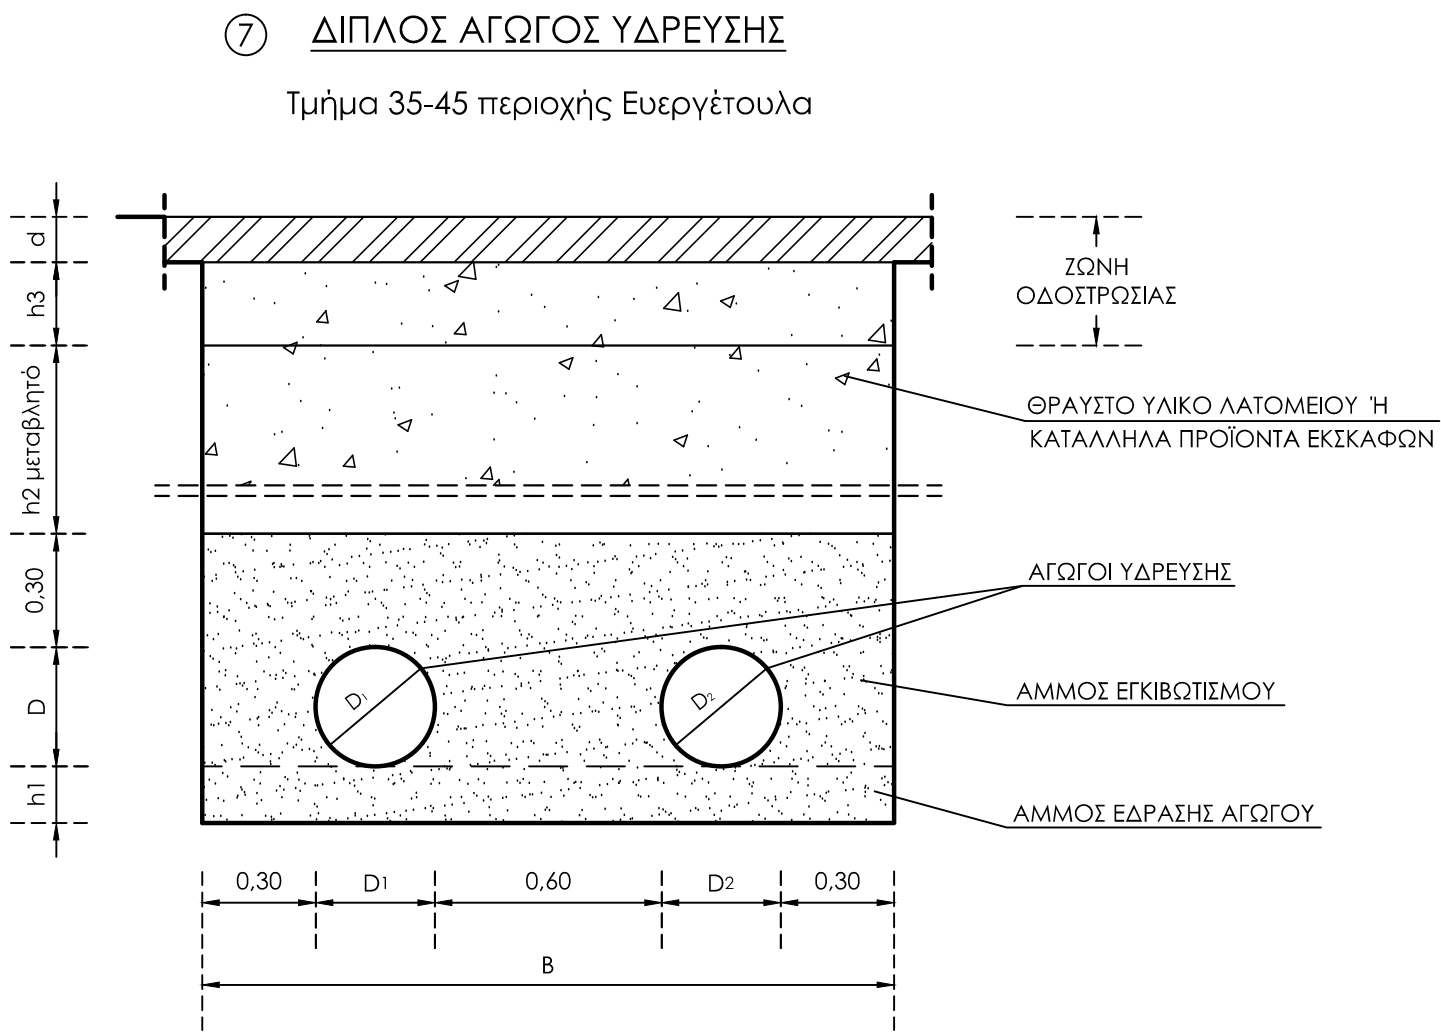 7 ΔΙΠΛΟΣ ΑΓΩΓΟΣ ΥΔΡΕΥΣΗΣ
Τμήμα 35-45 περιοχής Ευεργέτουλα
d
h3
h2 μεταβλητό
0,30
D
h1
ΖΩΝΗ
ΟΔΟΣΤΡΩΣΙΑΣ
ΘΡΑΥΣΤΟ ΥΛΙΚΟ ΛΑΤΟΜΕΙΟΥ Ή
ΚΑΤΑΛΛΗΛΑ ΠΡΟΪΟΝΤΑ ΕΚΣΚΑΦΩΝ
ΑΓΩΓΟΙ ΥΔΡΕΥΣΗΣ
D1
D2
ΑΜΜΟΣ ΕΓΚΙΒΩΤΙΣΜΟΥ
ΑΜΜΟΣ ΕΔΡΑΣΗΣ ΑΓΩΓΟΥ
0,30 D1 0,60 D2 0,30
B